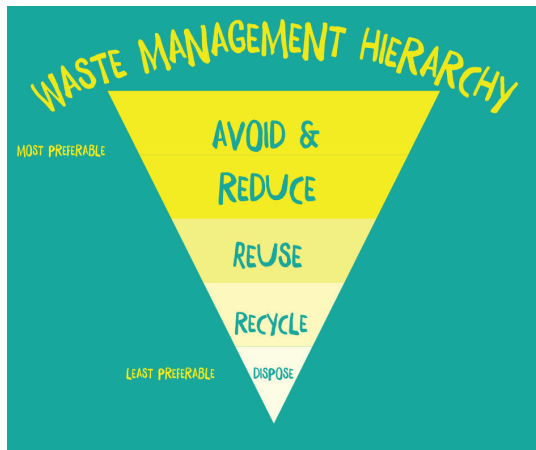 WASTE MANAGEMENT HIERARCHY
AVOID &
MOST PREFERABLE
REDUCE
REUSE
RECYCLE
LEAST PREFERABLE
DISPOSE